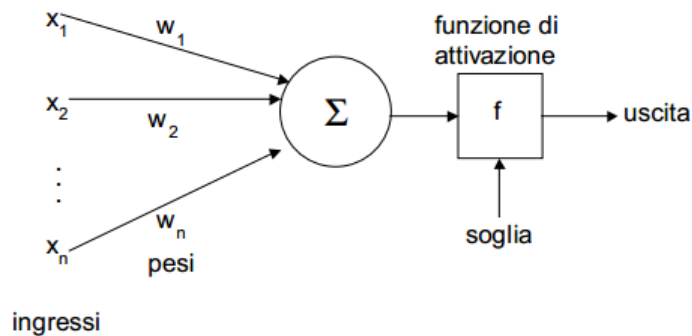 x1
w1
funzione di
attivazione
x2
w2
Σ
f
uscita
⋮
xn
wn
pesi
soglia
ingressi